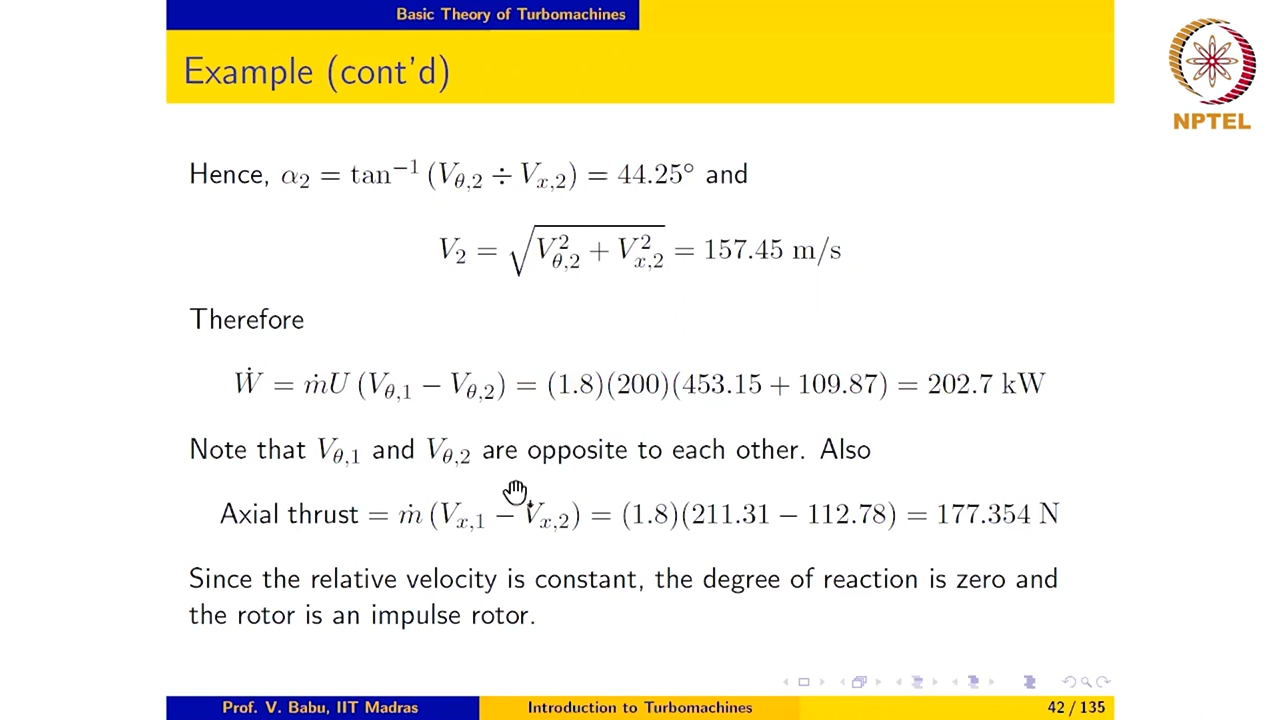 Basic Theory of Turbomachines
Example (cont'd)
NPTEL
Hence, α₂ = tan⁻¹ (V_θ,2 ÷ V_x,2) = 44.25° and
V₂ = √(V²_θ,2 + V²_x,2) = 157.45 m/s
Therefore
Ẇ = ṁU (V_θ,1 − V_θ,2) = (1.8)(200)(453.15 + 109.87) = 202.7 kW
Note that V_θ,1 and V_θ,2 are opposite to each other. Also
Axial thrust = ṁ (V_x,1 − V_x,2) = (1.8)(211.31 − 112.78) = 177.354 N
Since the relative velocity is constant, the degree of reaction is zero and
the rotor is an impulse rotor.
Prof. V. Babu, IIT Madras
Introduction to Turbomachines
42 / 135